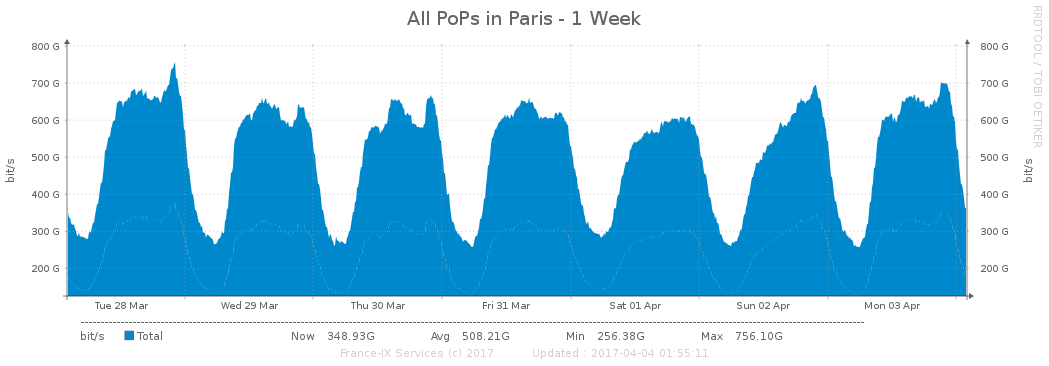 All PoPs in Paris - 1 Week
RRDTOOL / TOBI OETIKER
800 G 800 G
700 G 700 G
600 G 600 G
500 G 500 G
400 G 400 G
300 G 300 G
200 G 200 G
bit/s bit/s
Tue 28 Mar Wed 29 Mar Thu 30 Mar Fri 31 Mar Sat 01 Apr Sun 02 Apr Mon 03 Apr
bit/s Total Now 348.93G Avg 508.21G Min 256.38G Max 756.10G
France-IX Services (c) 2017 Updated : 2017-04-04 01:55:11